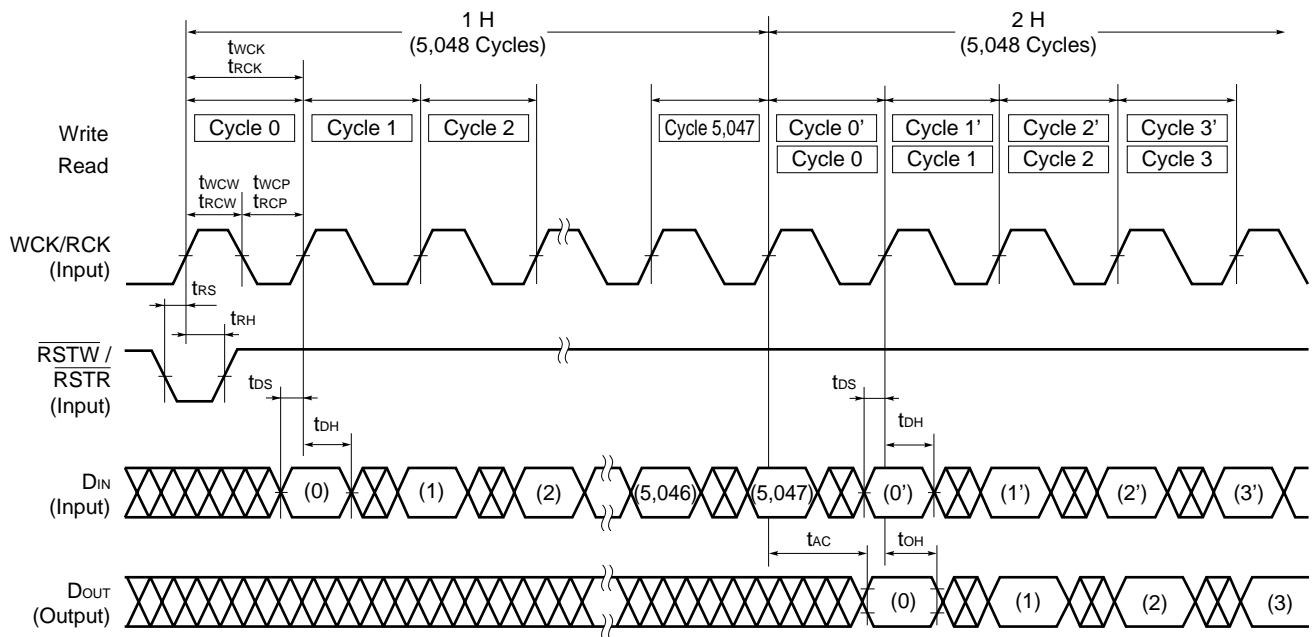 1 H
(5,048 Cycles)
2 H
(5,048 Cycles)
tWCK
tRCK
Write
Cycle 0
Cycle 1
Cycle 2
Cycle 5,047
Cycle 0'
Cycle 1'
Cycle 2'
Cycle 3'
Read
Cycle 0
Cycle 1
Cycle 2
Cycle 3
tWCW
tRCW
tWCP
tRCP
WCK/RCK
(Input)
tRS
tRH
RSTW /
RSTR
(Input)
tDS
tDH
tDS
tDH
DIN
(Input)
(0)
(1)
(2)
(5,046)
(5,047)
(0')
(1')
(2')
(3')
tAC
tOH
DOUT
(Output)
(0)
(1)
(2)
(3)